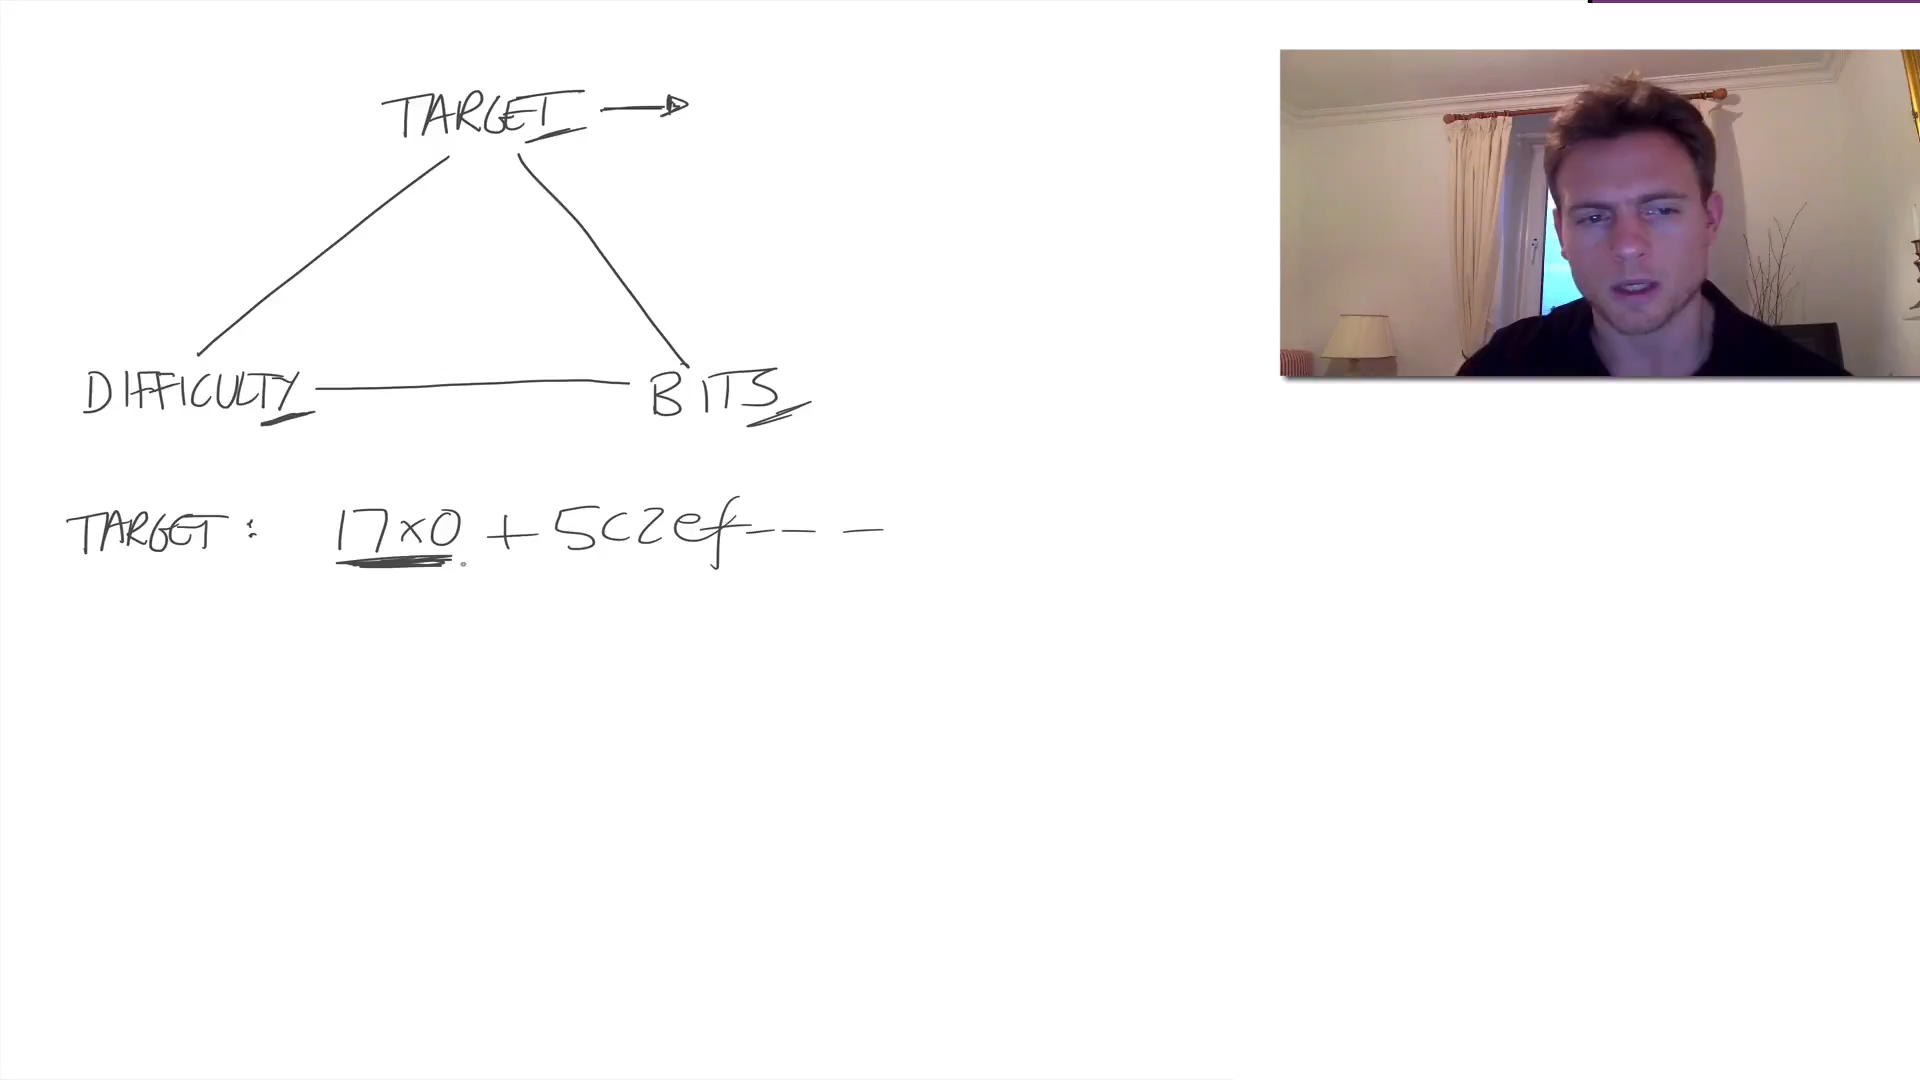 TARGET
DIFFICULTY BITS
TARGET: 17x0 + 5c2ef--- -